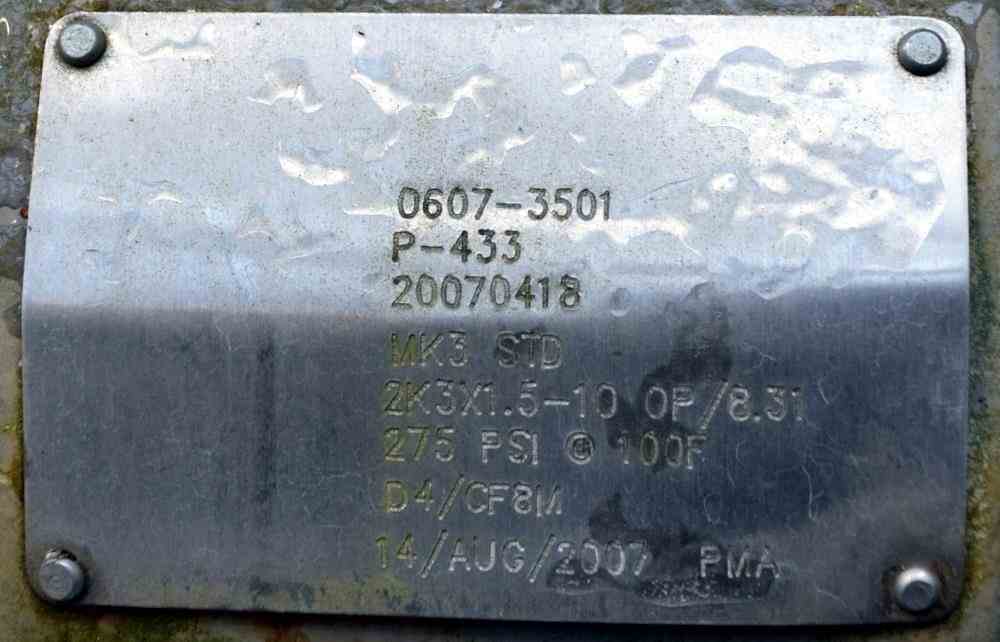 0607-3501
P-433
20070418
MK3 STD
2K3X1.5-10 OP/8.31
275 PSI @ 100F
D4/CF8M
14/AUG/2007 PMA